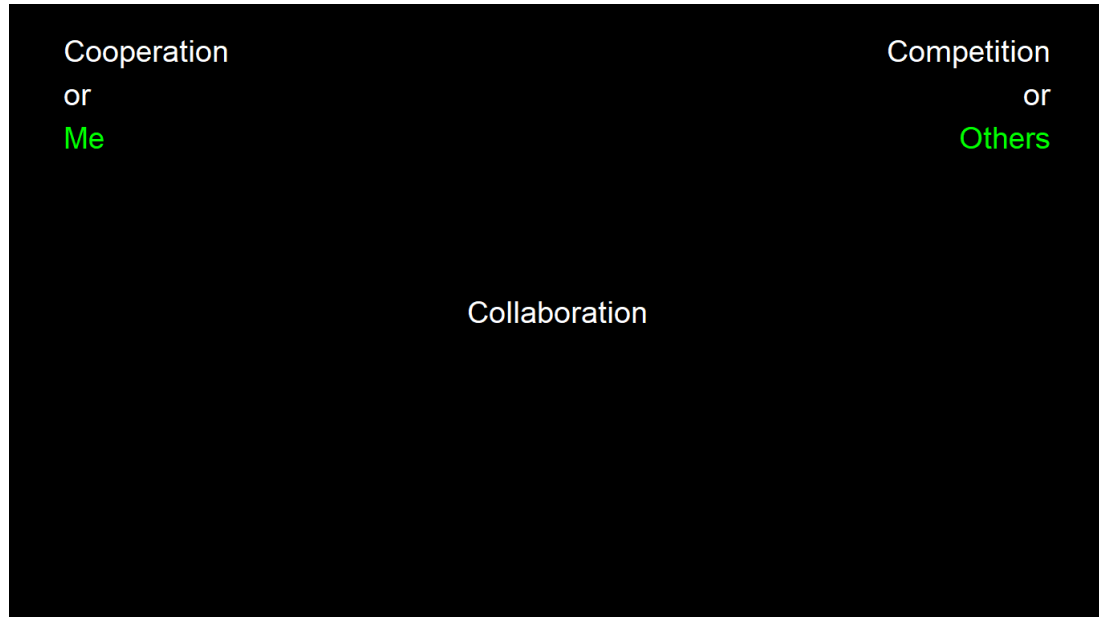 Cooperation
or
Me
Competition
or
Others
Collaboration